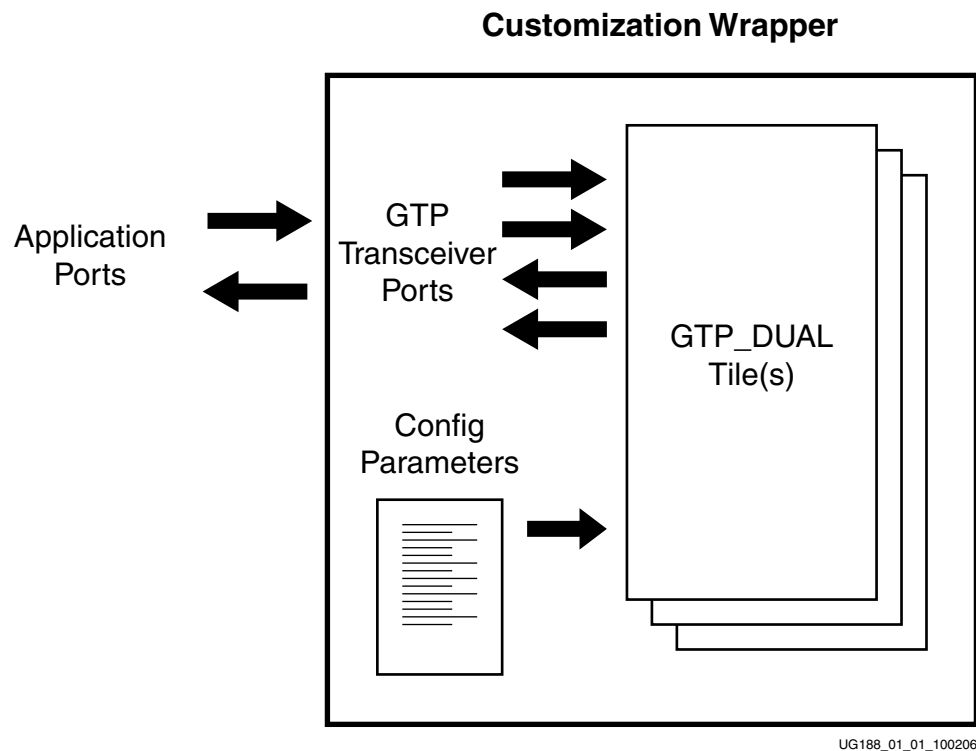 Customization Wrapper
Application
Ports
GTP
Transceiver
Ports
GTP_DUAL
Tile(s)
Config
Parameters
UG188_01_01_100206